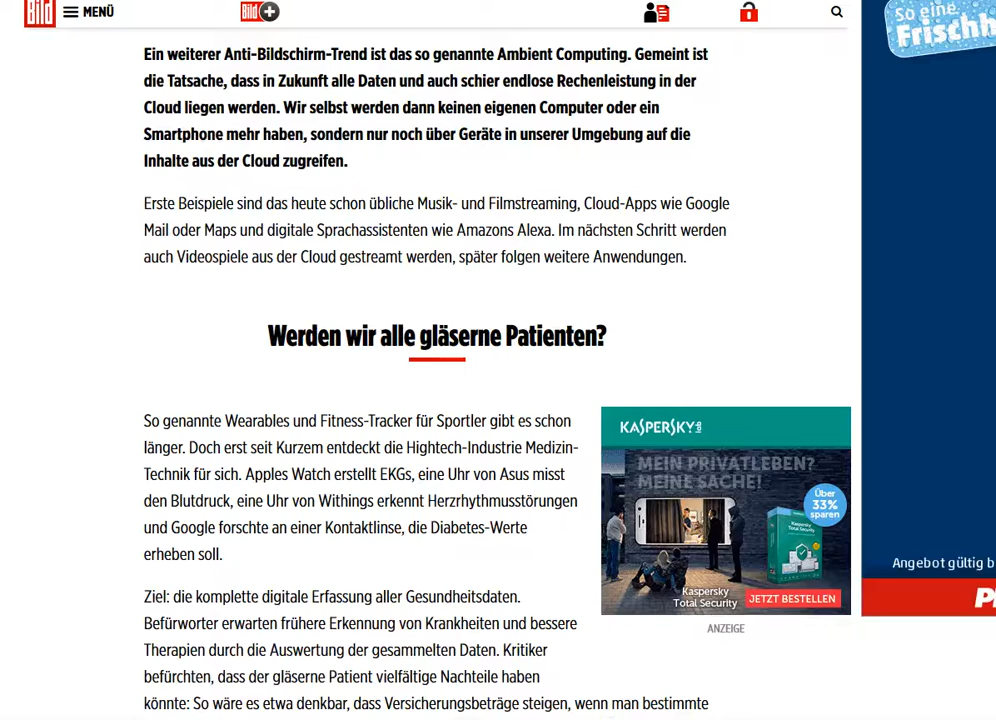 Bild MENÜ Bild+
So eine
Frischh
Ein weiterer Anti-Bildschirm-Trend ist das so genannte Ambient Computing. Gemeint ist
die Tatsache, dass in Zukunft alle Daten und auch schier endlose Rechenleistung in der
Cloud liegen werden. Wir selbst werden dann keinen eigenen Computer oder ein
Smartphone mehr haben, sondern nur noch über Geräte in unserer Umgebung auf die
Inhalte aus der Cloud zugreifen.
Erste Beispiele sind das heute schon übliche Musik- und Filmstreaming, Cloud-Apps wie Google
Mail oder Maps und digitale Sprachassistenten wie Amazons Alexa. Im nächsten Schritt werden
auch Videospiele aus der Cloud gestreamt werden, später folgen weitere Anwendungen.
Werden wir alle gläserne Patienten?
So genannte Wearables und Fitness-Tracker für Sportler gibt es schon
länger. Doch erst seit Kurzem entdeckt die Hightech-Industrie Medizin-
Technik für sich. Apples Watch erstellt EKGs, eine Uhr von Asus misst
den Blutdruck, eine Uhr von Withings erkennt Herzrhythmusstörungen
und Google forschte an einer Kontaktlinse, die Diabetes-Werte
erheben soll.
Ziel: die komplette digitale Erfassung aller Gesundheitsdaten.
Befürworter erwarten frühere Erkennung von Krankheiten und bessere
Therapien durch die Auswertung der gesammelten Daten. Kritiker
befürchten, dass der gläserne Patient vielfältige Nachteile haben
könnte: So wäre es etwa denkbar, dass Versicherungsbeträge steigen, wenn man bestimmte
KASPERSKY lab
MEIN PRIVATLEBEN?
MEINE SACHE!
Über
33%
sparen
Kaspersky
Total Security
Kaspersky
Total Security
JETZT BESTELLEN
ANZEIGE
Angebot gültig b